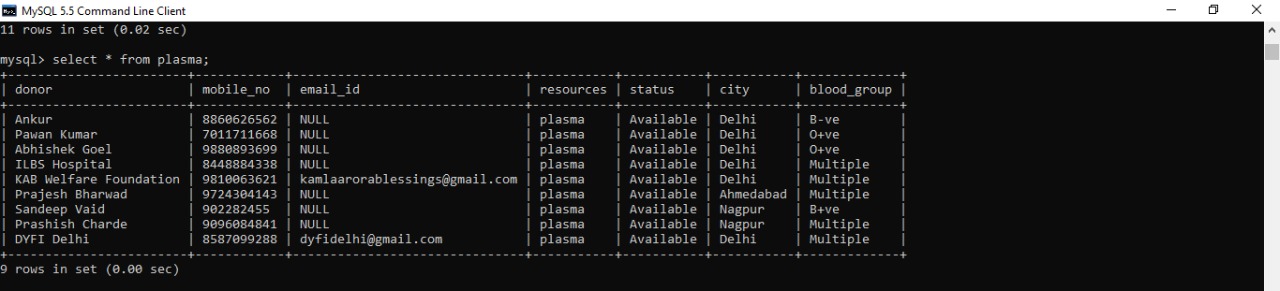 MySQL 5.5 Command Line Client
11 rows in set (0.02 sec)
mysql> select * from plasma;
+-----------------------+------------+------------------------------+-----------+-----------+-----------+-------------+
| donor | mobile_no | email_id | resources | status | city | blood_group |
+-----------------------+------------+------------------------------+-----------+-----------+-----------+-------------+
| Ankur | 8860626562 | NULL | plasma | Available | Delhi | B-ve |
| Pawan Kumar | 7011711668 | NULL | plasma | Available | Delhi | O+ve |
| Abhishek Goel | 9880893699 | NULL | plasma | Available | Delhi | O+ve |
| ILBS Hospital | 8448884338 | NULL | plasma | Available | Delhi | Multiple |
| KAB Welfare Foundation | 9810063621 | kamlaarorablessings@gmail.com | plasma | Available | Delhi | Multiple |
| Prajesh Bharwad | 9724304143 | NULL | plasma | Available | Ahmedabad | Multiple |
| Sandeep Vaid | 902282455 | NULL | plasma | Available | Nagpur | B+ve |
| Prashish Charde | 9096084841 | NULL | plasma | Available | Nagpur | Multiple |
| DYFI Delhi | 8587099288 | dyfidelhi@gmail.com | plasma | Available | Delhi | Multiple |
+-----------------------+------------+------------------------------+-----------+-----------+-----------+-------------+
9 rows in set (0.00 sec)